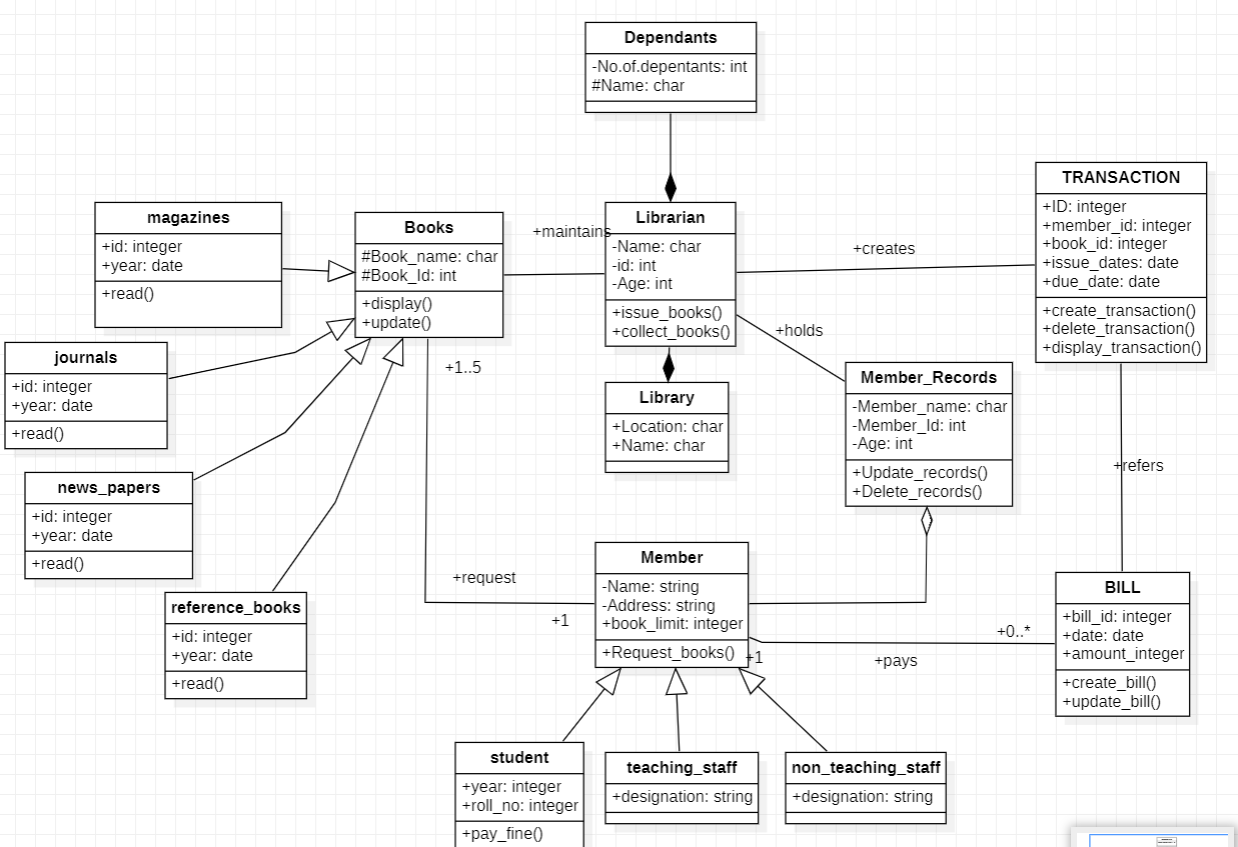 Dependants
-No.of.depentants: int
#Name: char
magazines
+id: integer
+year: date
+read()
Books
#Book_name: char
#Book_Id: int
+display()
+update()
+maintains
Librarian
-Name: char
-id: int
-Age: int
+issue_books()
+collect_books()
+creates
TRANSACTION
+ID: integer
+member_id: integer
+book_id: integer
+issue_dates: date
+due_date: date
+create_transaction()
+delete_transaction()
+display_transaction()
+holds
journals
+id: integer
+year: date
+read()
+1..5
Library
+Location: char
+Name: char
Member_Records
-Member_name: char
-Member_Id: int
-Age: int
+Update_records()
+Delete_records()
+refers
news_papers
+id: integer
+year: date
+read()
reference_books
+id: integer
+year: date
+read()
+request
+1
Member
-Name: string
-Address: string
+book_limit: integer
+Request_books()
+1
+pays
+0..*
BILL
+bill_id: integer
+date: date
+amount_integer
+create_bill()
+update_bill()
student
+year: integer
+roll_no: integer
+pay_fine()
teaching_staff
+designation: string
non_teaching_staff
+designation: string